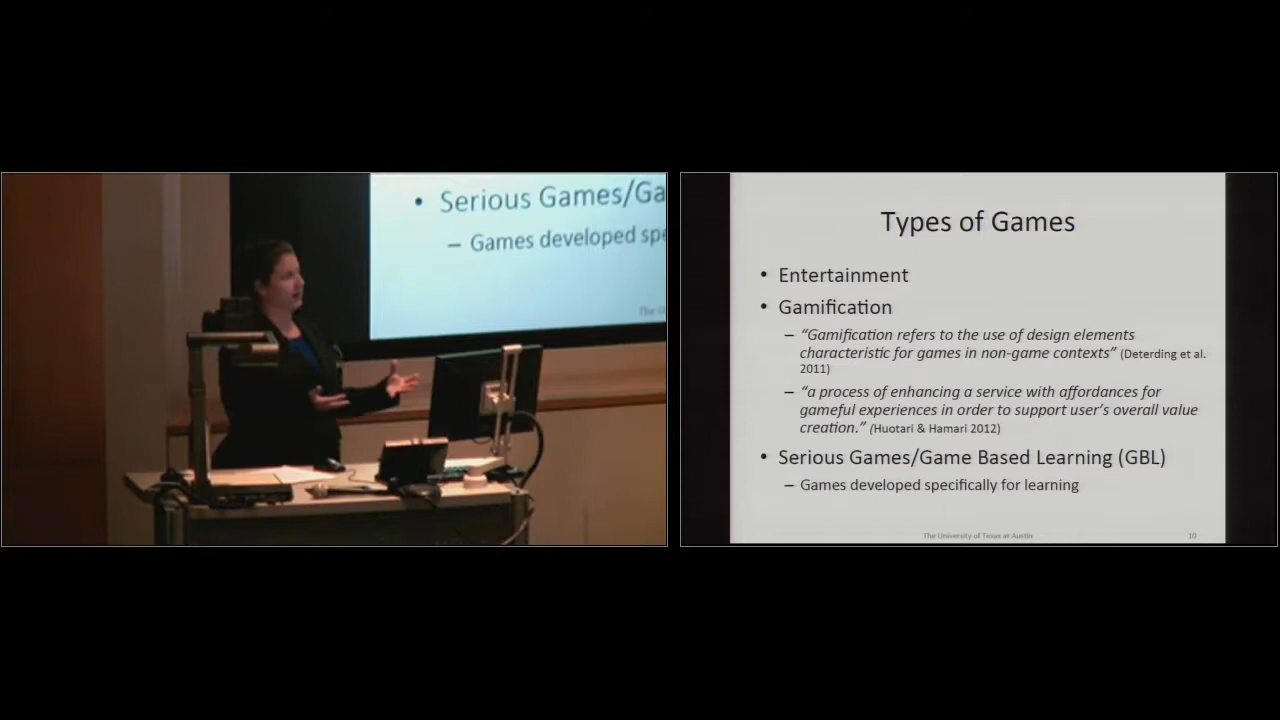 • Serious Games/Ga
– Games developed spe
Types of Games
• Entertainment
• Gamification
– “Gamification refers to the use of design elements
characteristic for games in non-game contexts” (Deterding et al.
2011)
– “a process of enhancing a service with affordances for
gameful experiences in order to support user’s overall value
creation.” (Huotari & Hamari 2012)
• Serious Games/Game Based Learning (GBL)
– Games developed specifically for learning
The University of Texas at Austin
10